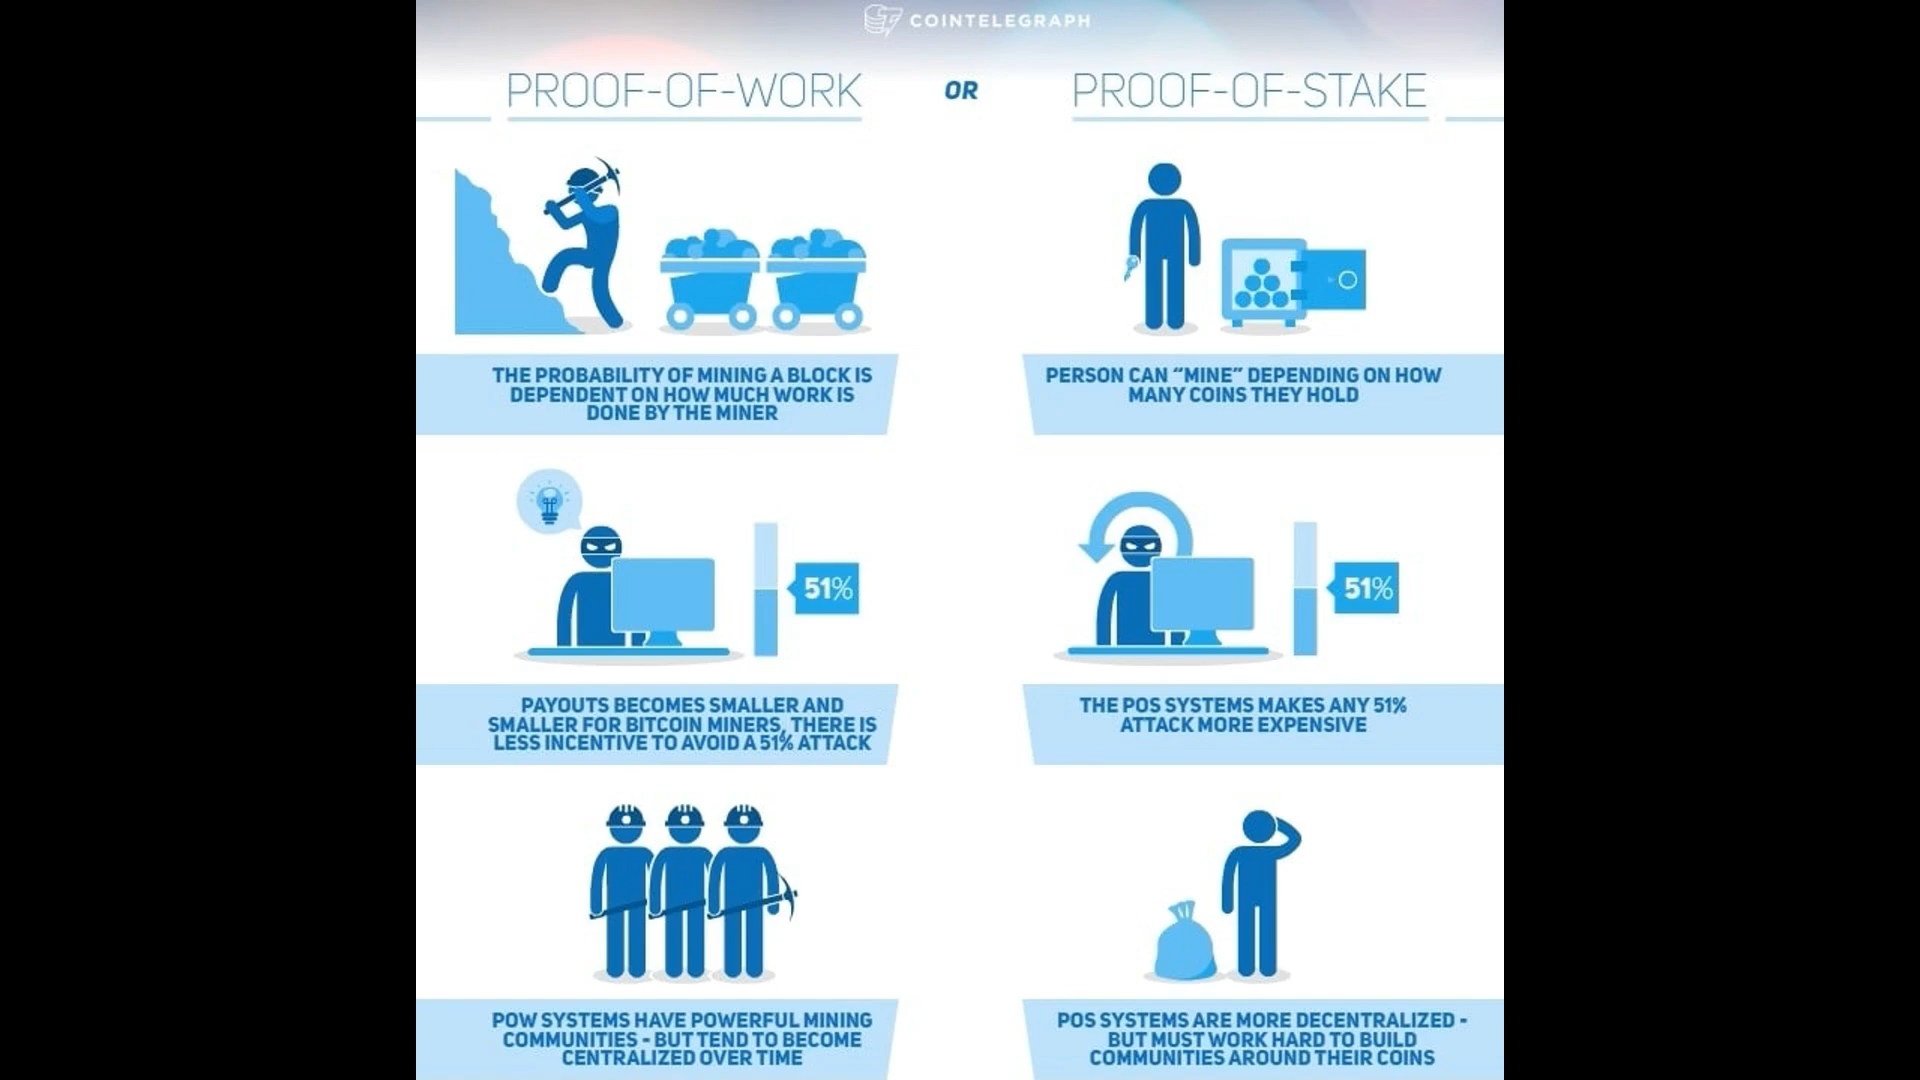 COINTELEGRAPH
PROOF-OF-WORK
OR
PROOF-OF-STAKE
THE PROBABILITY OF MINING A BLOCK IS
DEPENDENT ON HOW MUCH WORK IS
DONE BY THE MINER
PERSON CAN “MINE” DEPENDING ON HOW
MANY COINS THEY HOLD
51%
51%
PAYOUTS BECOMES SMALLER AND
SMALLER FOR BITCOIN MINERS, THERE IS
LESS INCENTIVE TO AVOID A 51% ATTACK
THE POS SYSTEMS MAKES ANY 51%
ATTACK MORE EXPENSIVE
POW SYSTEMS HAVE POWERFUL MINING
COMMUNITIES - BUT TEND TO BECOME
CENTRALIZED OVER TIME
POS SYSTEMS ARE MORE DECENTRALIZED -
BUT MUST WORK HARD TO BUILD
COMMUNITIES AROUND THEIR COINS